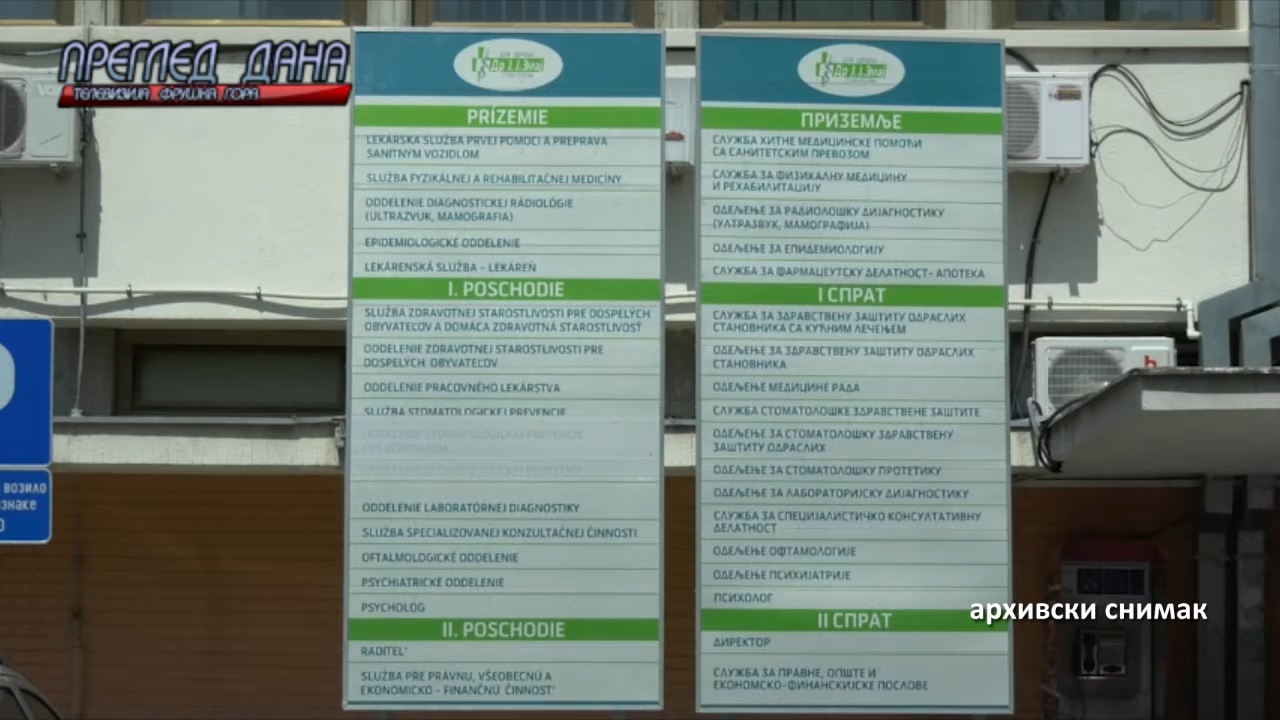 ПРЕГЛЕД ДАНА
ТЕЛЕВИЗИЈА ФРУШКА ГОРА
PRÍZEMIE
LEKÁRSKA SLUŽBA PRVEJ POMOCI A PREPRAVA
SANITNÝM VOZIDLOM
SLUŽBA FYZIKÁLNEJ A REHABILITAČNEJ MEDICÍNY
ODDELENIE DIAGNOSTICKEJ RÁDIOLÓGIE
(ULTRAZVUK, MAMOGRAFIA)
EPIDEMIOLOGICKÉ ODDELENIE
LEKÁRENSKÁ SLUŽBA – LEKÁREŇ
I. POSCHODIE
SLUŽBA ZDRAVOTNEJ STAROSTLIVOSTI PRE DOSPELÝCH
OBYVATEĽOV A DOMÁCA ZDRAVOTNÁ STAROSTLIVOSŤ
ODDELENIE ZDRAVOTNEJ STAROSTLIVOSTI PRE
DOSPELÝCH OBYVATEĽOV
ODDELENIE PRACOVNÉHO LEKÁRSTVA
SLUŽBA STOMATOLOGICKEJ PREVENCIE
ODDELENIE LABORATÓRNEJ DIAGNOSTIKY
SLUŽBA ŠPECIALIZOVANEJ KONZULTAČNEJ ČINNOSTI
OFTALMOLOGICKÉ ODDELENIE
PSYCHIATRICKÉ ODDELENIE
PSYCHOLÓG
II. POSCHODIE
RADITEL'
SLUŽBA PRE PRÁVNU, VŠEOBECNÚ A
EKONOMICKO – FINANČNÚ ČINNOST'
Др Ј.Ј.Змај
ПРИЗЕМЉЕ
СЛУЖБА ХИТНЕ МЕДИЦИНСКЕ ПОМОЋИ
СА САНИТЕТСКИМ ПРЕВОЗОМ
СЛУЖБА ЗА ФИЗИКАЛНУ МЕДИЦИНУ
И РЕХАБИЛИТАЦИЈУ
ОДЕЉЕЊЕ ЗА РАДИОЛОШКУ ДИЈАГНОСТИКУ
(УЛТРАЗВУК, МАМОГРАФИЈА)
ОДЕЉЕЊЕ ЗА ЕПИДЕМИОЛОГИЈУ
СЛУЖБА ЗА ФАРМАЦЕУТСКУ ДЕЛАТНОСТ- АПОТЕКА
I СПРАТ
СЛУЖБА ЗА ЗДРАВСТВЕНУ ЗАШТИТУ ОДРАСЛИХ
СТАНОВНИКА СА КУЋНИМ ЛЕЧЕЊЕМ
ОДЕЉЕЊЕ ЗА ЗДРАВСТВЕНУ ЗАШТИТУ ОДРАСЛИХ
СТАНОВНИКА
ОДЕЉЕЊЕ МЕДИЦИНЕ РАДА
СЛУЖБА СТОМАТОЛОШКЕ ЗДРАВСТВЕНЕ ЗАШТИТЕ
ОДЕЉЕЊЕ ЗА СТОМАТОЛОШКУ ЗДРАВСТВЕНУ
ЗАШТИТУ ОДРАСЛИХ
ОДЕЉЕЊЕ ЗА СТОМАТОЛОШКУ ПРОТЕТИКУ
ОДЕЉЕЊЕ ЗА ЛАБОРАТОРИЈСКУ ДИЈАГНОСТИКУ
СЛУЖБА ЗА СПЕЦИЈАЛИСТИЧКО КОНСУЛТАТИВНУ
ДЕЛАТНОСТ
ОДЕЉЕЊЕ ОФТАМОЛОГИЈЕ
ОДЕЉЕЊЕ ПСИХИЈАТРИЈЕ
ПСИХОЛОГ
II СПРАТ
ДИРЕКТОР
СЛУЖБА ЗА ПРАВНЕ, ОПШТЕ И
ЕКОНОМСКО-ФИНАНСКИЈСКЕ ПОСЛОВЕ
возило
ознаке
архивски снимак